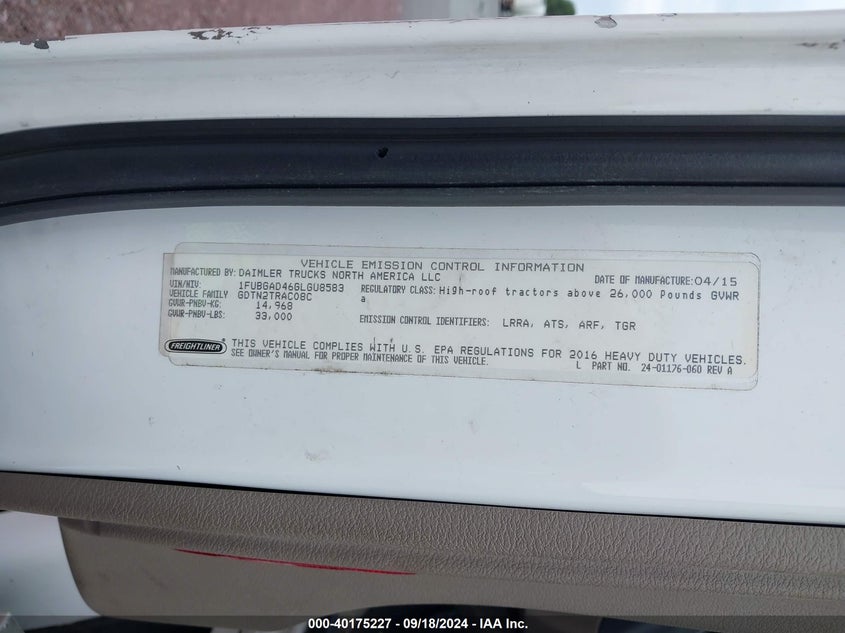 VEHICLE EMISSION CONTROL INFORMATION
MANUFACTURED BY: DAIMLER TRUCKS NORTH AMERICA LLC DATE OF MANUFACTURE: 04/15
VIN/NIV: 1FUBGAD46GLGU8583 REGULATORY CLASS: High-roof tractors above 26,000 Pounds GVWR
VEHICLE FAMILY GDTN2TRAC08C a
GVWR-PNBV-KG: 14,968
GVWR-PNBV-LBS: 33,000 EMISSION CONTROL IDENTIFIERS: LRRA, ATS, ARF, TGR
FREIGHTLINER THIS VEHICLE COMPLIES WITH U.S. EPA REGULATIONS FOR 2016 HEAVY DUTY VEHICLES.
SEE OWNER'S MANUAL FOR PROPER MAINTENANCE OF THIS VEHICLE. L PART NO. 24-01176-060 REV A
000-40175227 - 09/18/2024 - IAA Inc.